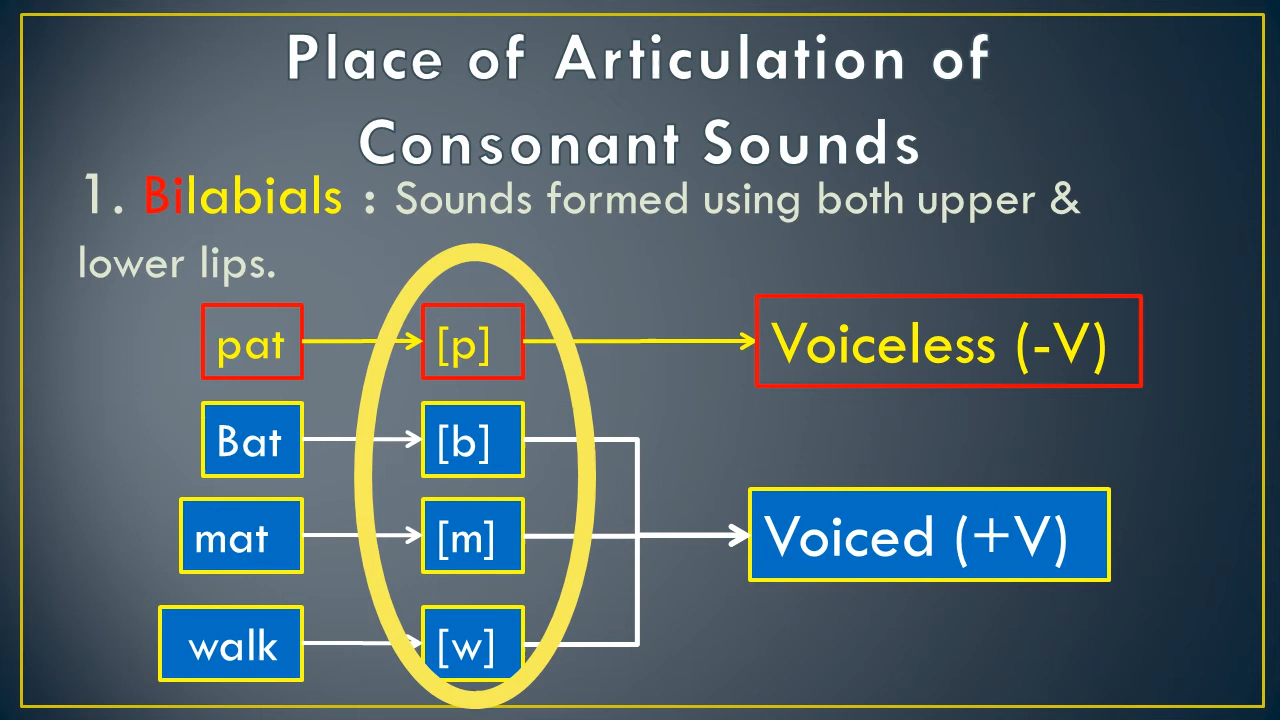 Place of Articulation of
Consonant Sounds
1. Bilabials : Sounds formed using both upper &
lower lips.
pat [p] Voiceless (-V)
Bat [b]
mat [m] Voiced (+V)
walk [w]